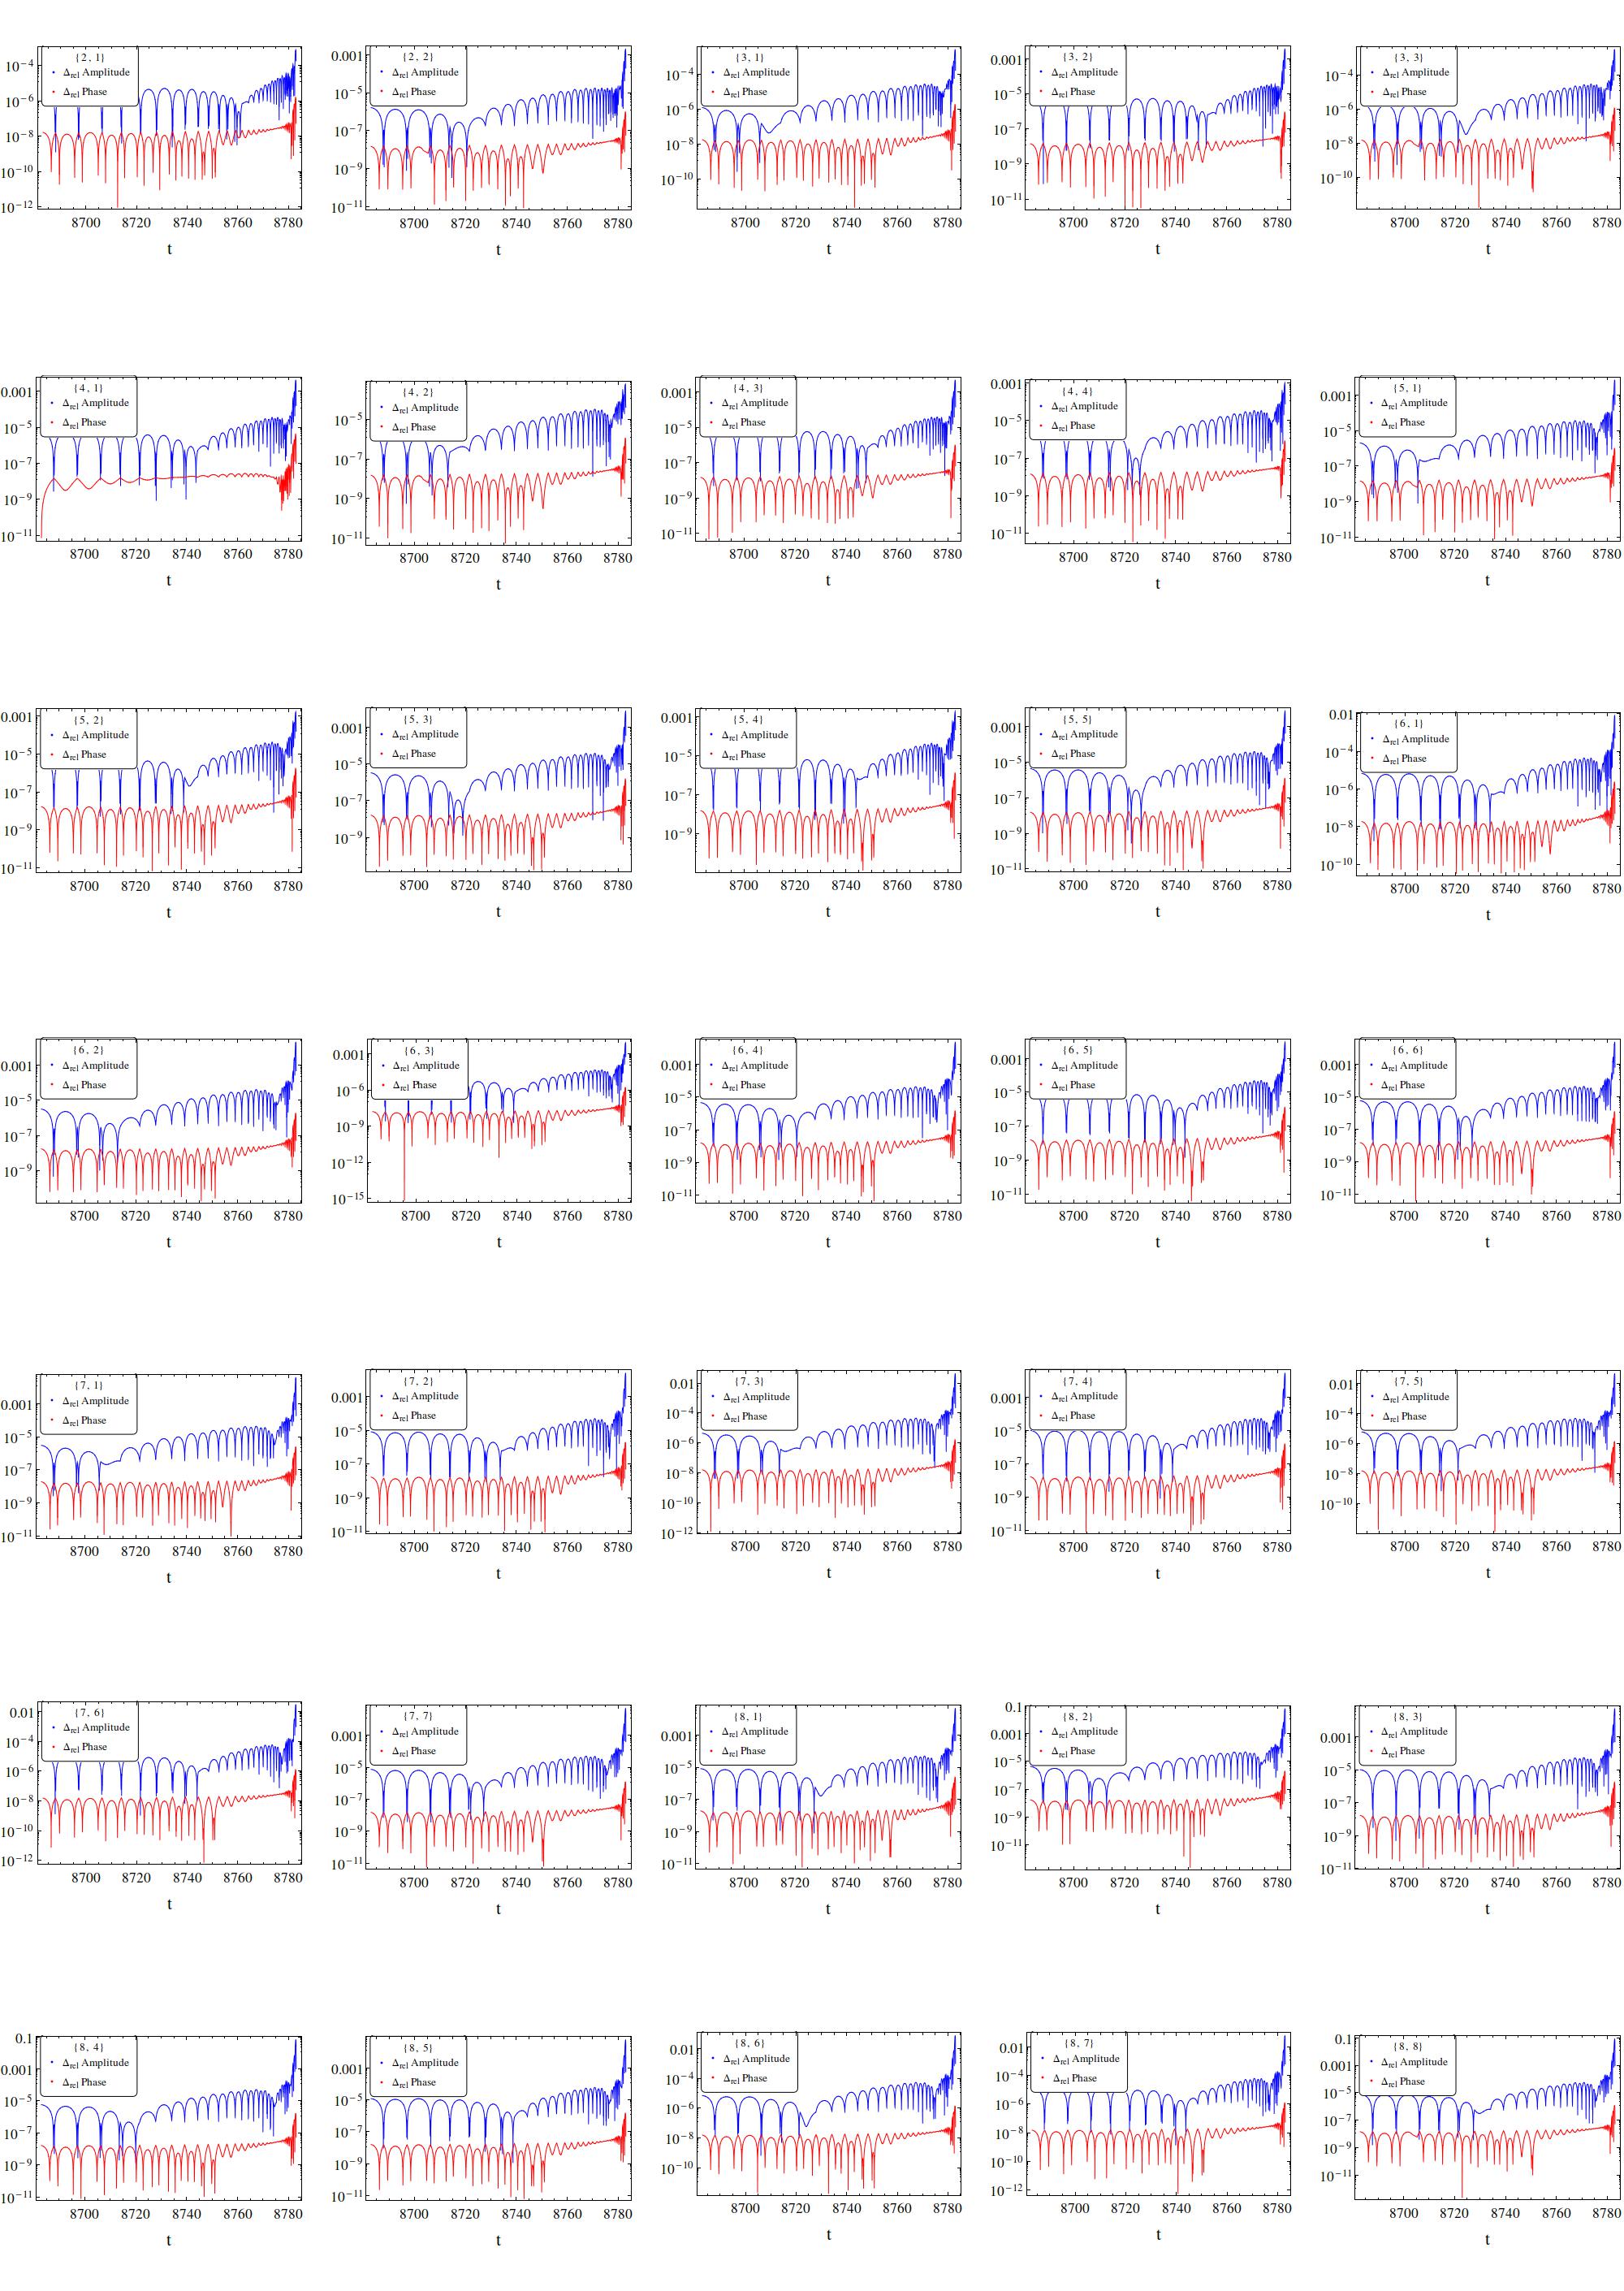 {2, 1}
Δrel Amplitude
Δrel Phase
10−4
10−6
10−8
10−10
10−12
8700 8720 8740 8760 8780
t
{2, 2}
Δrel Amplitude
Δrel Phase
0.001
10−5
10−7
10−9
10−11
8700 8720 8740 8760 8780
t
{3, 1}
Δrel Amplitude
Δrel Phase
10−4
10−6
10−8
10−10
8700 8720 8740 8760 8780
t
{3, 2}
Δrel Amplitude
Δrel Phase
0.001
10−5
10−7
10−9
10−11
8700 8720 8740 8760 8780
t
{3, 3}
Δrel Amplitude
Δrel Phase
10−4
10−6
10−8
10−10
8700 8720 8740 8760 8780
t
{4, 1}
Δrel Amplitude
Δrel Phase
0.001
10−5
10−7
10−9
10−11
8700 8720 8740 8760 8780
t
{4, 2}
Δrel Amplitude
Δrel Phase
10−5
10−7
10−9
10−11
8700 8720 8740 8760 8780
t
{4, 3}
Δrel Amplitude
Δrel Phase
0.001
10−5
10−7
10−9
10−11
8700 8720 8740 8760 8780
t
{4, 4}
Δrel Amplitude
Δrel Phase
0.001
10−5
10−7
10−9
10−11
8700 8720 8740 8760 8780
t
{5, 1}
Δrel Amplitude
Δrel Phase
0.001
10−5
10−7
10−9
10−11
8700 8720 8740 8760 8780
t
{5, 2}
Δrel Amplitude
Δrel Phase
0.001
10−5
10−7
10−9
10−11
8700 8720 8740 8760 8780
t
{5, 3}
Δrel Amplitude
Δrel Phase
0.001
10−5
10−7
10−9
8700 8720 8740 8760 8780
t
{5, 4}
Δrel Amplitude
Δrel Phase
0.001
10−5
10−7
10−9
8700 8720 8740 8760 8780
t
{5, 5}
Δrel Amplitude
Δrel Phase
0.001
10−5
10−7
10−9
10−11
8700 8720 8740 8760 8780
t
{6, 1}
Δrel Amplitude
Δrel Phase
0.01
10−4
10−6
10−8
10−10
8700 8720 8740 8760 8780
t
{6, 2}
Δrel Amplitude
Δrel Phase
0.001
10−5
10−7
10−9
8700 8720 8740 8760 8780
t
{6, 3}
Δrel Amplitude
Δrel Phase
0.001
10−6
10−9
10−12
10−15
8700 8720 8740 8760 8780
t
{6, 4}
Δrel Amplitude
Δrel Phase
0.001
10−5
10−7
10−9
10−11
8700 8720 8740 8760 8780
t
{6, 5}
Δrel Amplitude
Δrel Phase
0.001
10−5
10−7
10−9
10−11
8700 8720 8740 8760 8780
t
{6, 6}
Δrel Amplitude
Δrel Phase
0.001
10−5
10−7
10−9
10−11
8700 8720 8740 8760 8780
t
{7, 1}
Δrel Amplitude
Δrel Phase
0.001
10−5
10−7
10−9
10−11
8700 8720 8740 8760 8780
t
{7, 2}
Δrel Amplitude
Δrel Phase
0.001
10−5
10−7
10−9
10−11
8700 8720 8740 8760 8780
t
{7, 3}
Δrel Amplitude
Δrel Phase
0.01
10−4
10−6
10−8
10−10
10−12
8700 8720 8740 8760 8780
t
{7, 4}
Δrel Amplitude
Δrel Phase
0.001
10−5
10−7
10−9
10−11
8700 8720 8740 8760 8780
t
{7, 5}
Δrel Amplitude
Δrel Phase
0.01
10−4
10−6
10−8
10−10
8700 8720 8740 8760 8780
t
{7, 6}
Δrel Amplitude
Δrel Phase
0.01
10−4
10−6
10−8
10−10
10−12
8700 8720 8740 8760 8780
t
{7, 7}
Δrel Amplitude
Δrel Phase
0.001
10−5
10−7
10−9
10−11
8700 8720 8740 8760 8780
t
{8, 1}
Δrel Amplitude
Δrel Phase
0.001
10−5
10−7
10−9
10−11
8700 8720 8740 8760 8780
t
{8, 2}
Δrel Amplitude
Δrel Phase
0.1
0.001
10−5
10−7
10−9
10−11
8700 8720 8740 8760 8780
t
{8, 3}
Δrel Amplitude
Δrel Phase
0.001
10−5
10−7
10−9
10−11
8700 8720 8740 8760 8780
t
{8, 4}
Δrel Amplitude
Δrel Phase
0.1
0.001
10−5
10−7
10−9
10−11
8700 8720 8740 8760 8780
t
{8, 5}
Δrel Amplitude
Δrel Phase
0.001
10−5
10−7
10−9
10−11
8700 8720 8740 8760 8780
t
{8, 6}
Δrel Amplitude
Δrel Phase
0.01
10−4
10−6
10−8
10−10
8700 8720 8740 8760 8780
t
{8, 7}
Δrel Amplitude
Δrel Phase
0.01
10−4
10−6
10−8
10−10
10−12
8700 8720 8740 8760 8780
t
{8, 8}
Δrel Amplitude
Δrel Phase
0.1
0.001
10−5
10−7
10−9
10−11
8700 8720 8740 8760 8780
t